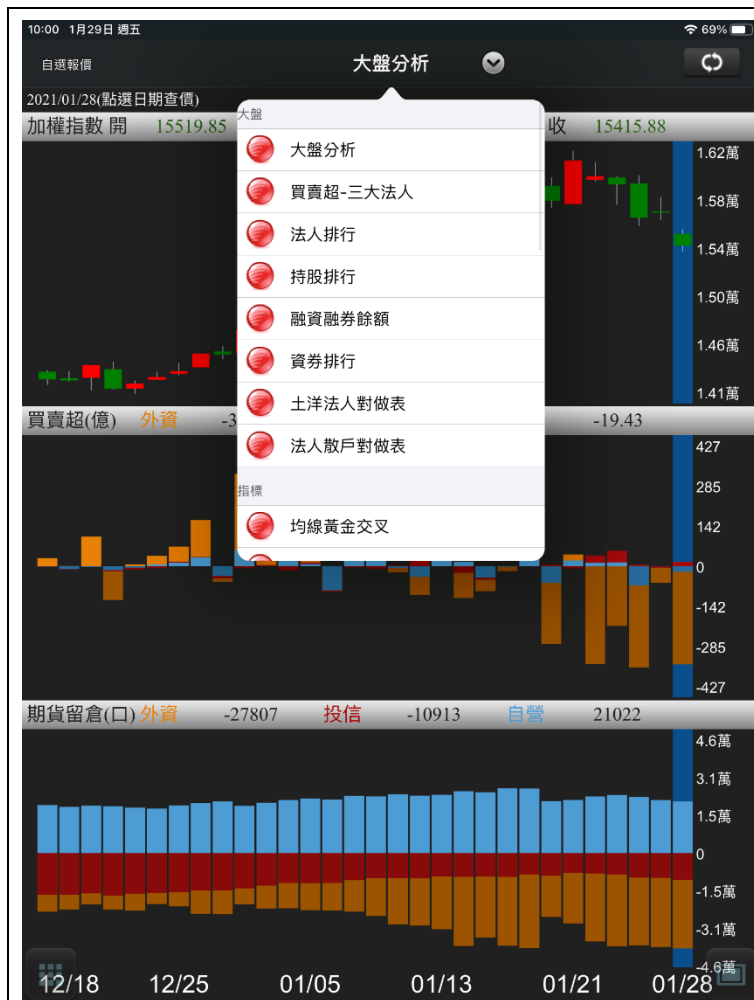 10:00 1月29日 週五 69%
自選報價 大盤分析
2021/01/28(點選日期查價)
加權指數 開 15519.85 收 15415.88
大盤
大盤分析
買賣超-三大法人
法人排行
持股排行
融資融券餘額
資券排行
土洋法人對做表
法人散戶對做表
指標
均線黃金交叉
1.62萬
1.58萬
1.54萬
1.50萬
1.46萬
1.41萬
買賣超(億) 外資 -3 -19.43
427
285
142
0
-142
-285
-427
期貨留倉(口) 外資 -27807 投信 -10913 自營 21022
4.6萬
3.1萬
1.5萬
0
-1.5萬
-3.1萬
-4.6萬
12/18 12/25 01/05 01/13 01/21 01/28